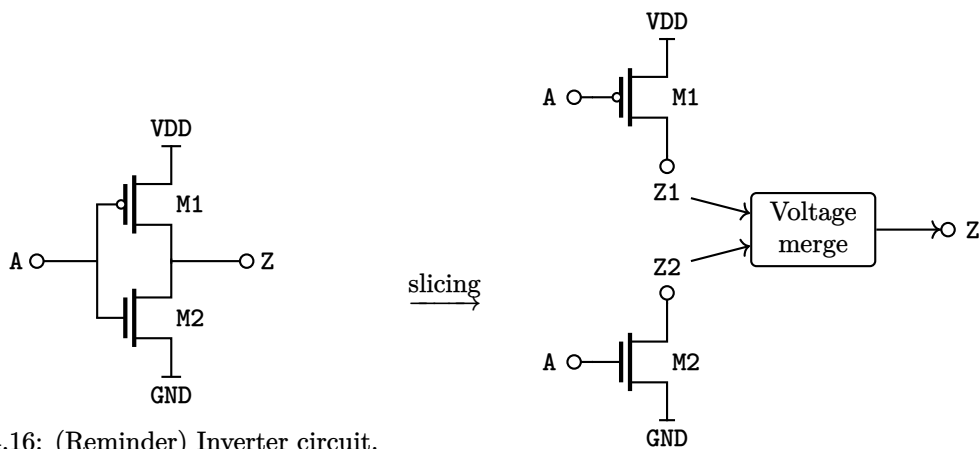 VDD
M1
A
Z
M2
GND
.16: (Reminder) Inverter circuit.
slicing
VDD
A
M1
Z1
Voltage
merge
Z
Z2
A
M2
GND